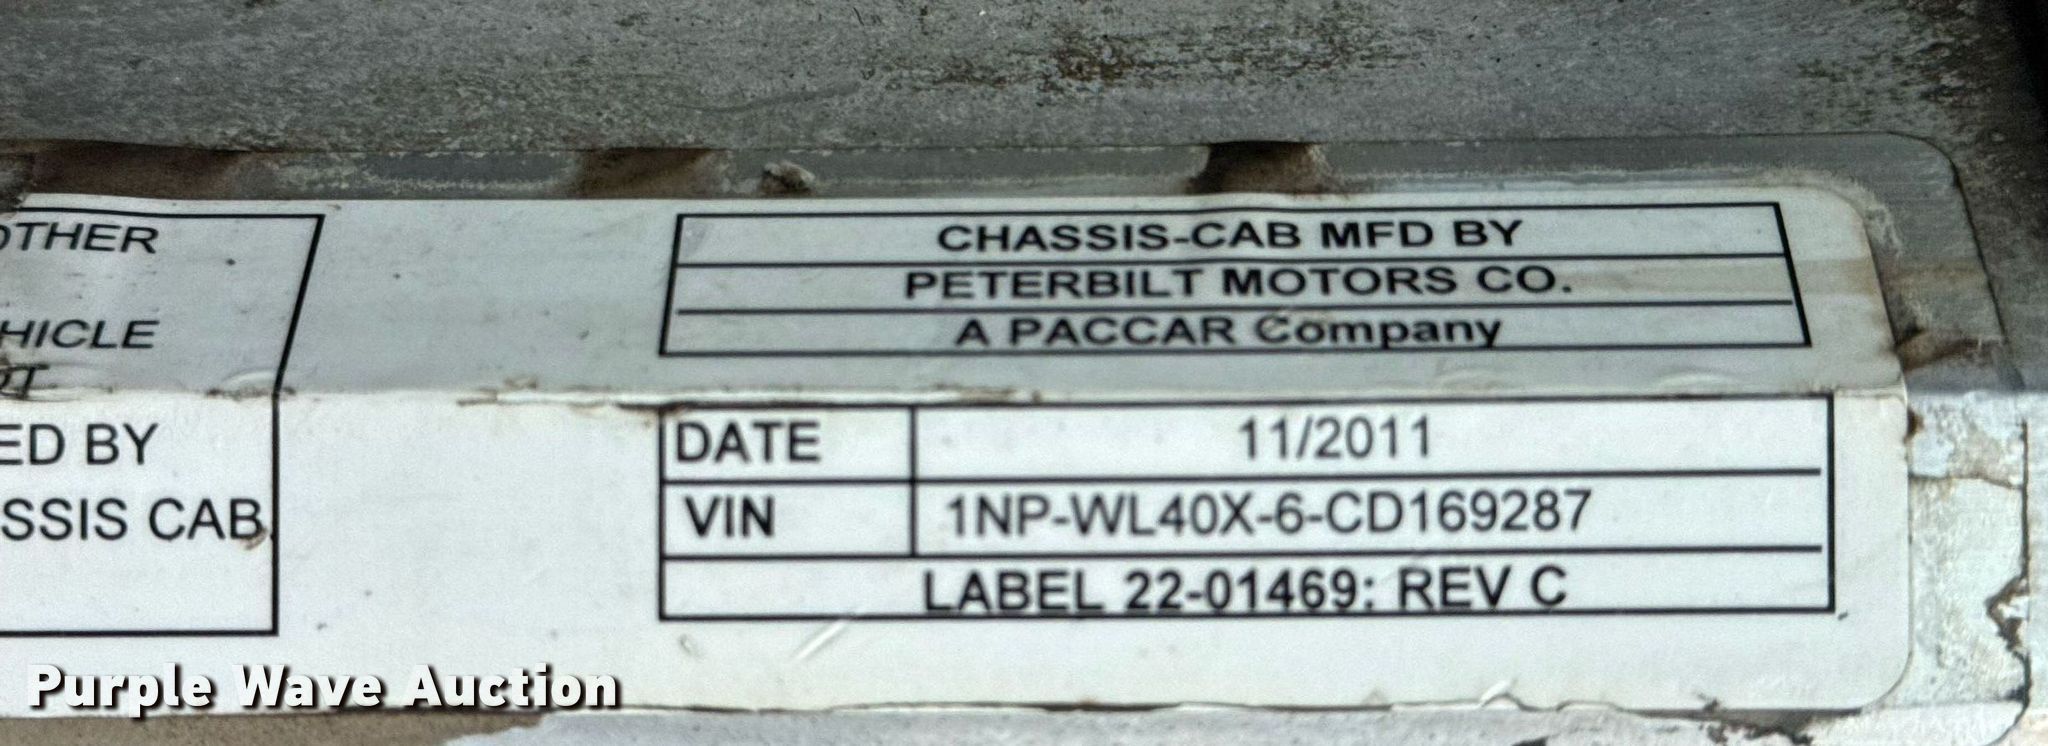 OTHER
HICLE
OT
ED BY
SSIS CAB
CHASSIS-CAB MFD BY
PETERBILT MOTORS CO.
A PACCAR Company
DATE 11/2011
VIN 1NP-WL40X-6-CD169287
LABEL 22-01469: REV C
Purple Wave Auction